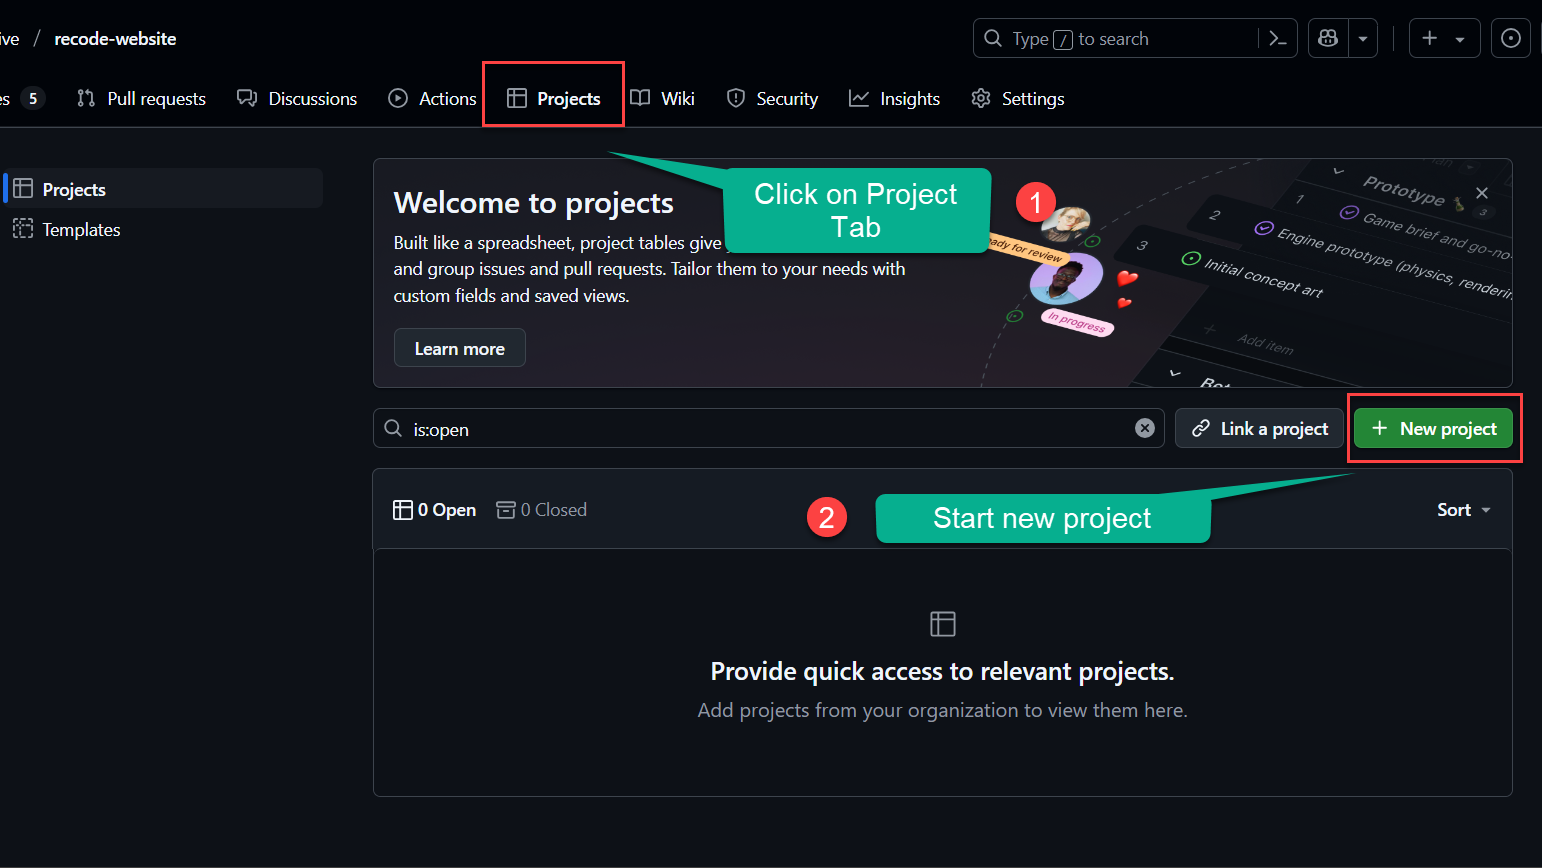 ive / recode-website
Type / to search
es 5 Pull requests Discussions Actions Projects Wiki Security Insights Settings
Projects
Templates
Welcome to projects
Built like a spreadsheet, project tables give
and group issues and pull requests. Tailor them to your needs with
custom fields and saved views.
Learn more
Click on Project
Tab
1
Prototype 3
1 Game brief and go-no-
2 Engine prototype (physics, renderin
3 Initial concept art
Add item
ady for review
In progress
is:open
Link a project
New project
0 Open 0 Closed
2
Start new project
Sort
Provide quick access to relevant projects.
Add projects from your organization to view them here.